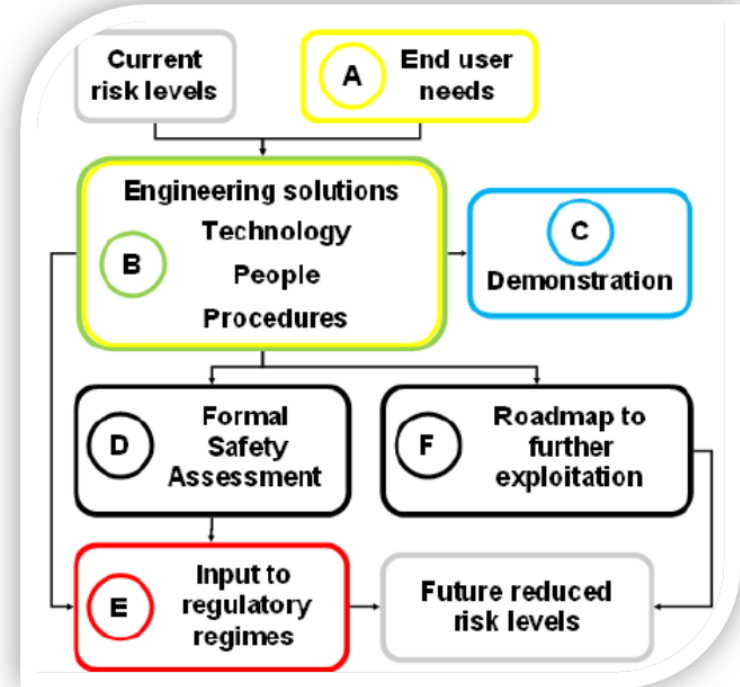 Current
risk levels
A
End user
needs
Engineering solutions
Technology
B
People
Procedures
C
Demonstration
D
Formal
Safety
Assessment
F
Roadmap to
further
exploitation
E
Input to
regulatory
regimes
Future reduced
risk levels